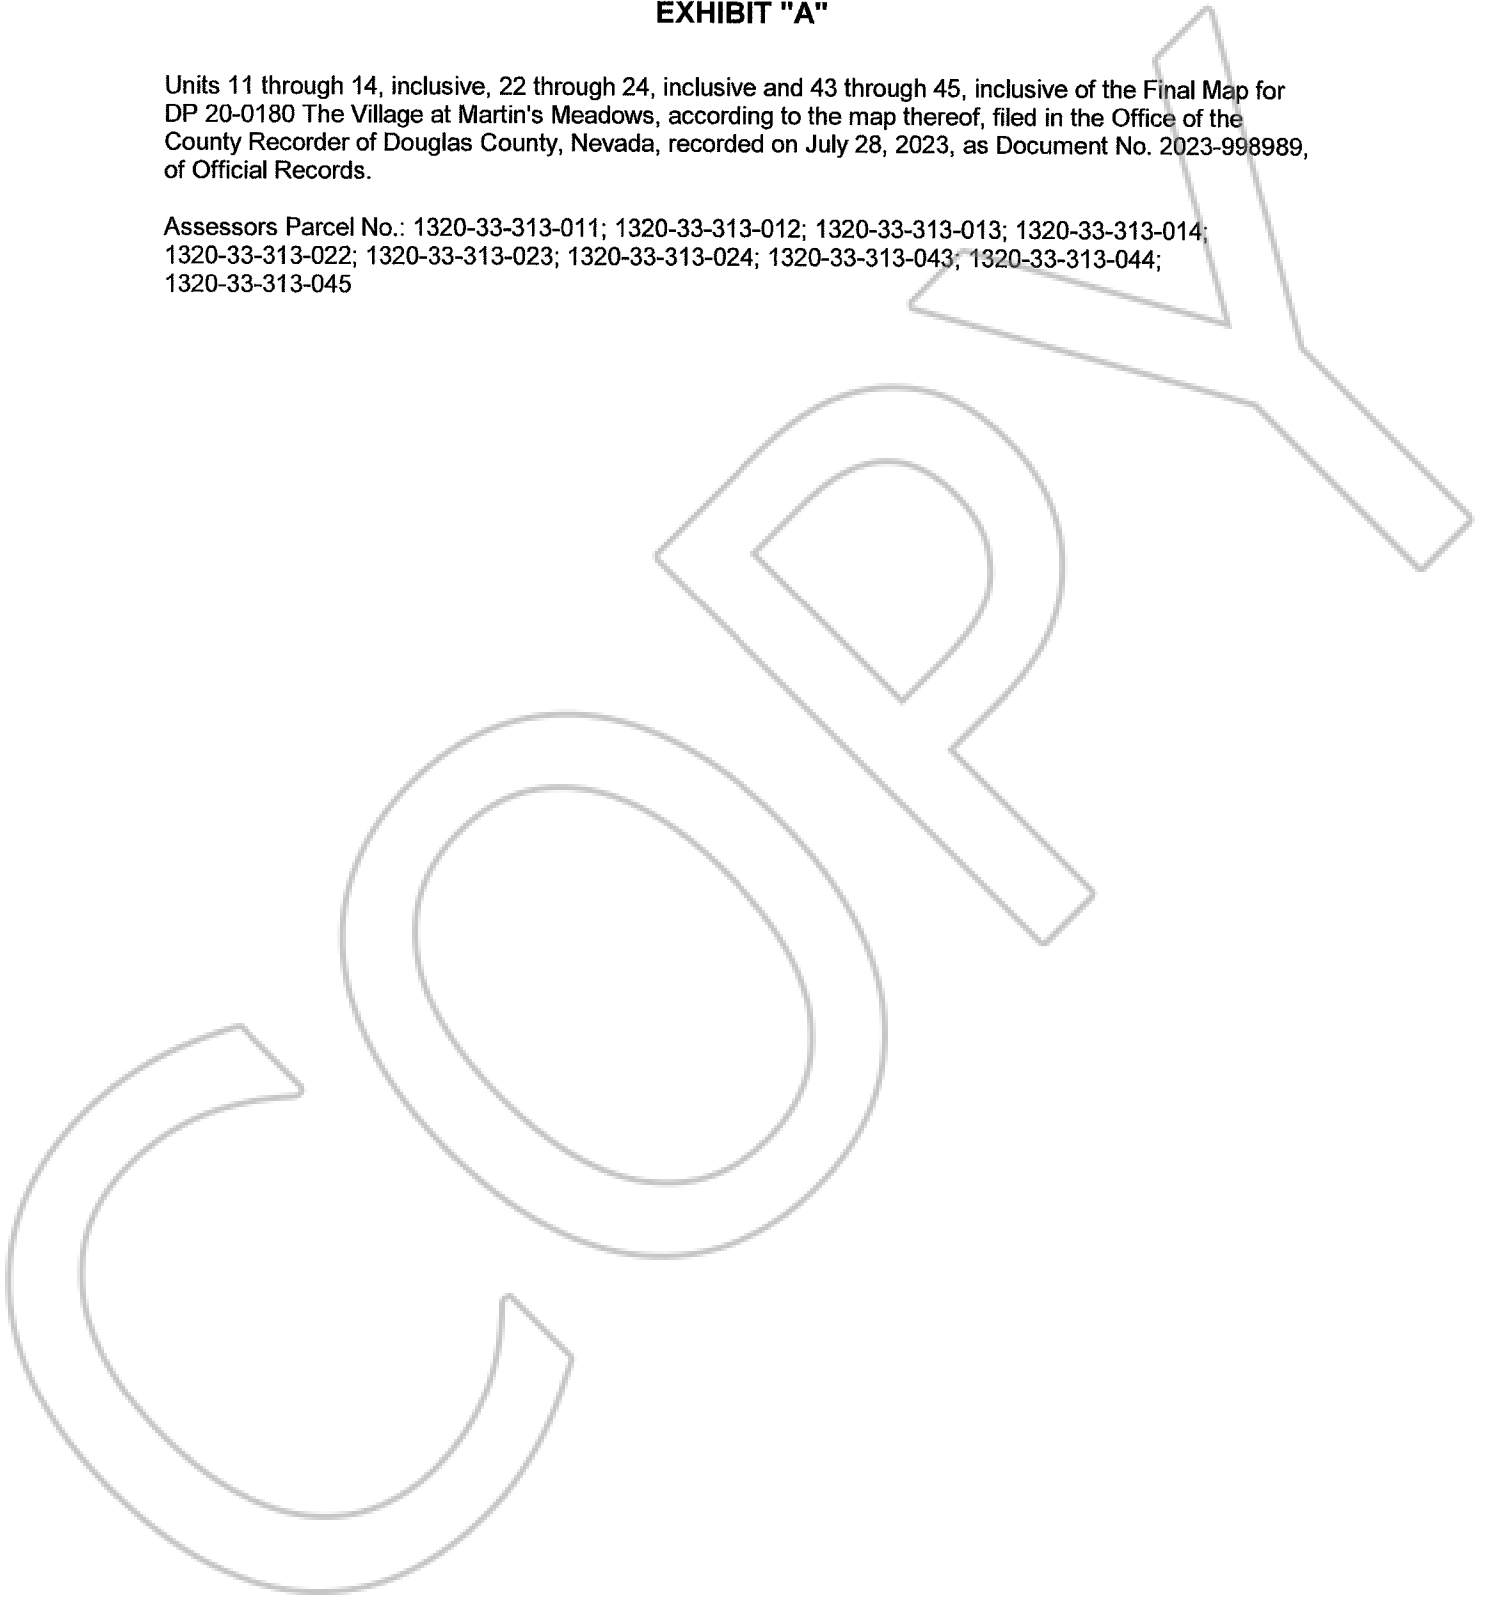 EXHIBIT "A"
Units 11 through 14, inclusive, 22 through 24, inclusive and 43 through 45, inclusive of the Final Map for
DP 20-0180 The Village at Martin's Meadows, according to the map thereof, filed in the Office of the
County Recorder of Douglas County, Nevada, recorded on July 28, 2023, as Document No. 2023-998989,
of Official Records.
Assessors Parcel No.: 1320-33-313-011; 1320-33-313-012; 1320-33-313-013; 1320-33-313-014;
1320-33-313-022; 1320-33-313-023; 1320-33-313-024; 1320-33-313-043; 1320-33-313-044;
1320-33-313-045
COPY